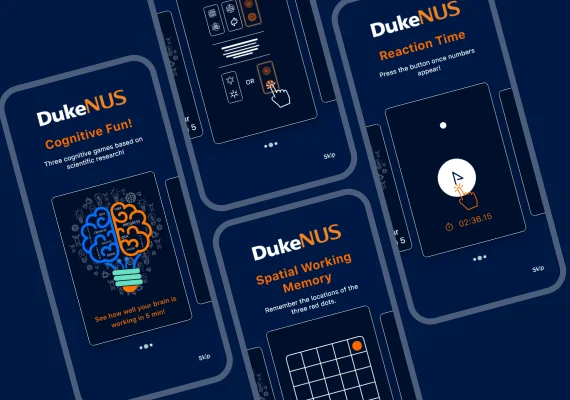 DukeNUS
Cognitive Fun!
Three cognitive games based on
scientific research!
See how well your brain is
working in 5 min!
Skip
OR
Skip
DukeNUS
Spatial Working
Memory
Remember the locations of the
three red dots.
DukeNUS
Reaction Time
Press the button once numbers
appear!
02:36.15
Skip